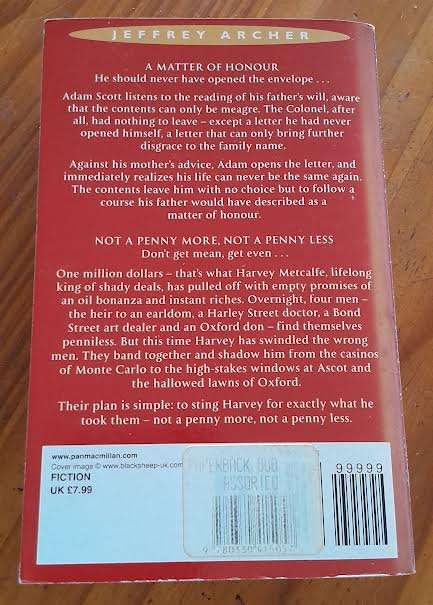 JEFFREY ARCHER
A MATTER OF HONOUR
He should never have opened the envelope . . .
Adam Scott listens to the reading of his father's will, aware
that the contents can only be meagre. The Colonel, after
all, had nothing to leave – except a letter he had never
opened himself, a letter that can only bring further
disgrace to the family name.
Against his mother's advice, Adam opens the letter, and
immediately realizes his life can never be the same again.
The contents leave him with no choice but to follow a
course his father would have described as a
matter of honour.
NOT A PENNY MORE, NOT A PENNY LESS
Don't get mean, get even . . .
One million dollars – that's what Harvey Metcalfe, lifelong
king of shady deals, has pulled off with empty promises of
an oil bonanza and instant riches. Overnight, four men –
the heir to an earldom, a Harley Street doctor, a Bond
Street art dealer and an Oxford don – find themselves
penniless. But this time Harvey has swindled the wrong
men. They band together and shadow him from the casinos
of Monte Carlo to the high-stakes windows at Ascot and
the hallowed lawns of Oxford.
Their plan is simple: to sting Harvey for exactly what he
took them – not a penny more, not a penny less.
www.panmacmillan.com
Cover image © www.blacksheep-uk.com
FICTION
UK £7.99
PAPERBACK DUO
ASSORTED
99999